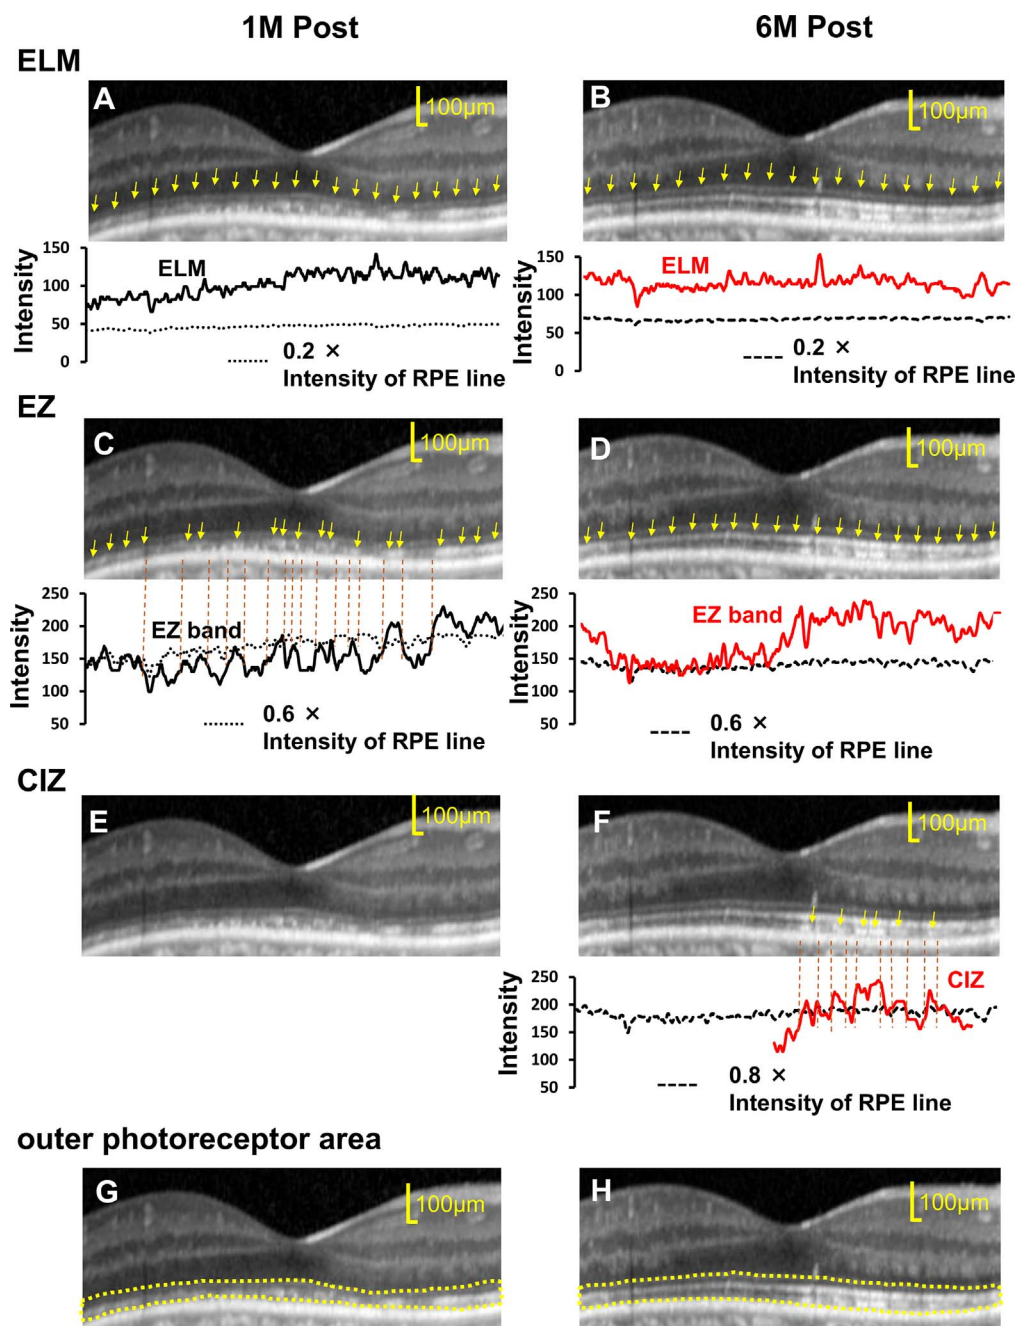 1M Post 6M Post
ELM
A 100μm B 100μm
150
100
50
0
Intensity
ELM
0.2 ×
Intensity of RPE line
150
100
50
0
Intensity
ELM
0.2 ×
Intensity of RPE line
EZ
C 100μm D 100μm
250
200
150
100
50
Intensity
EZ band
0.6 ×
Intensity of RPE line
250
200
150
100
50
Intensity
EZ band
0.6 ×
Intensity of RPE line
CIZ
E 100μm F 100μm
250
200
150
100
50
Intensity
CIZ
0.8 ×
Intensity of RPE line
outer photoreceptor area
G 100μm H 100μm